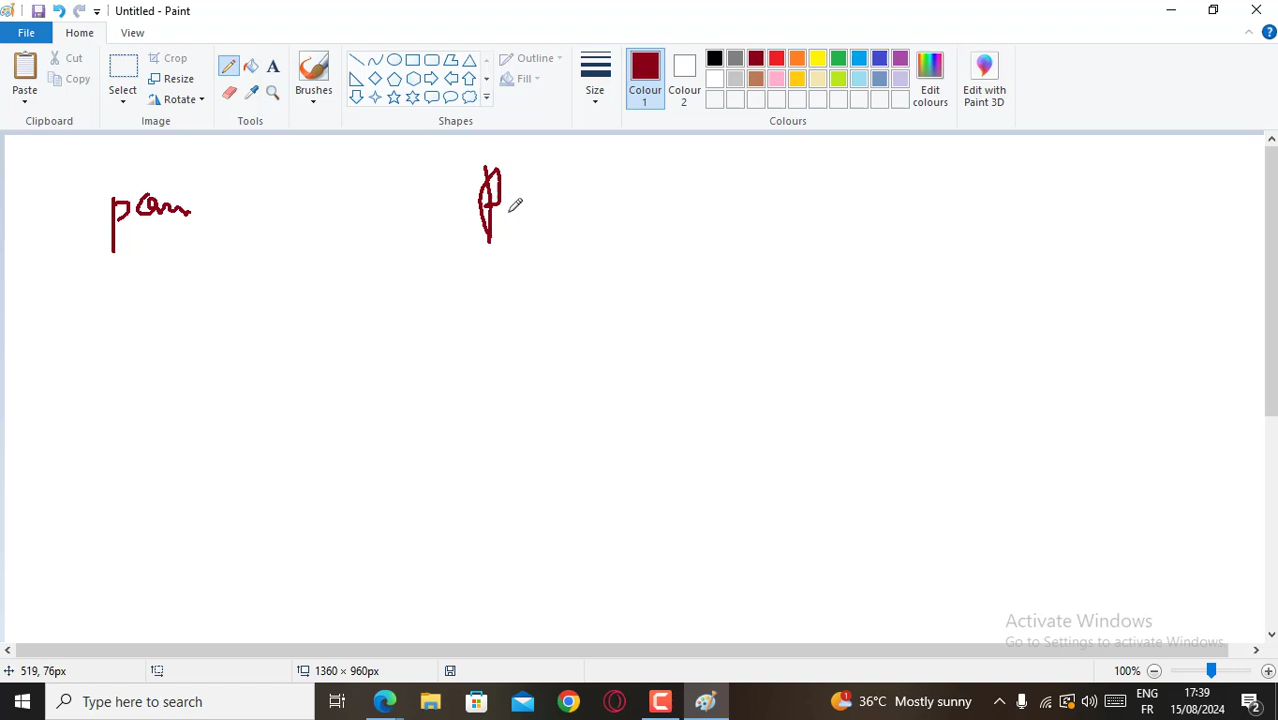 Untitled - Paint
File Home View
Paste
Cut
Copy
Clipboard
Select
Crop
Resize
Rotate
Image
Tools
Brushes
Shapes
Outline
Fill
Size
Colour 1
Colour 2
Edit colours
Edit with Paint 3D
Colours
pan P
Activate Windows
Go to Settings to activate Windows.
519, 76px 1360 × 960px 100%
Type here to search 36°C Mostly sunny ENG FR 17:39 15/08/2024